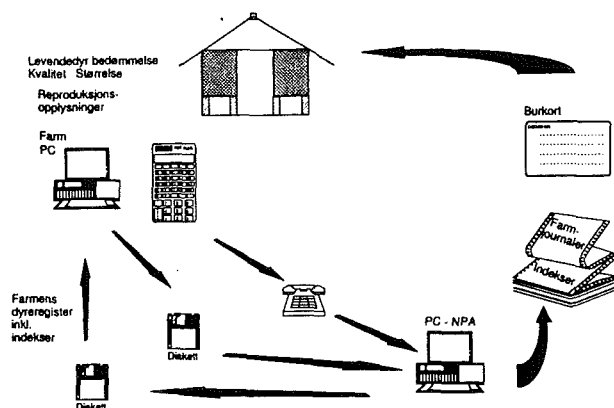 Levendedyr bedømmelse
Kvalitet Størrelse
Reproduksjons-
opplysninger
Farm
PC
Burkort
Farm-
journaler
Indekser
Farmens
dyreregister
inkl.
indekser
Diskett
PC - NPA
Diskett